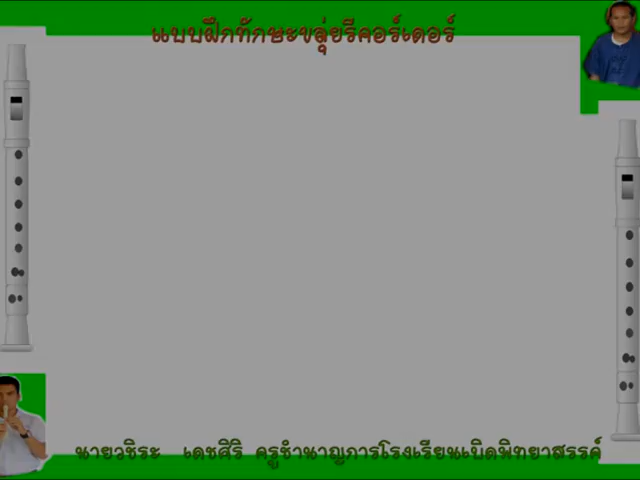 แบบฝึกทักษะขลุ่ยรีคอร์เดอร์
นายวชิระ เดชศิริ ครูชำนาญการโรงเรียนเบิดพิทยาสรรค์